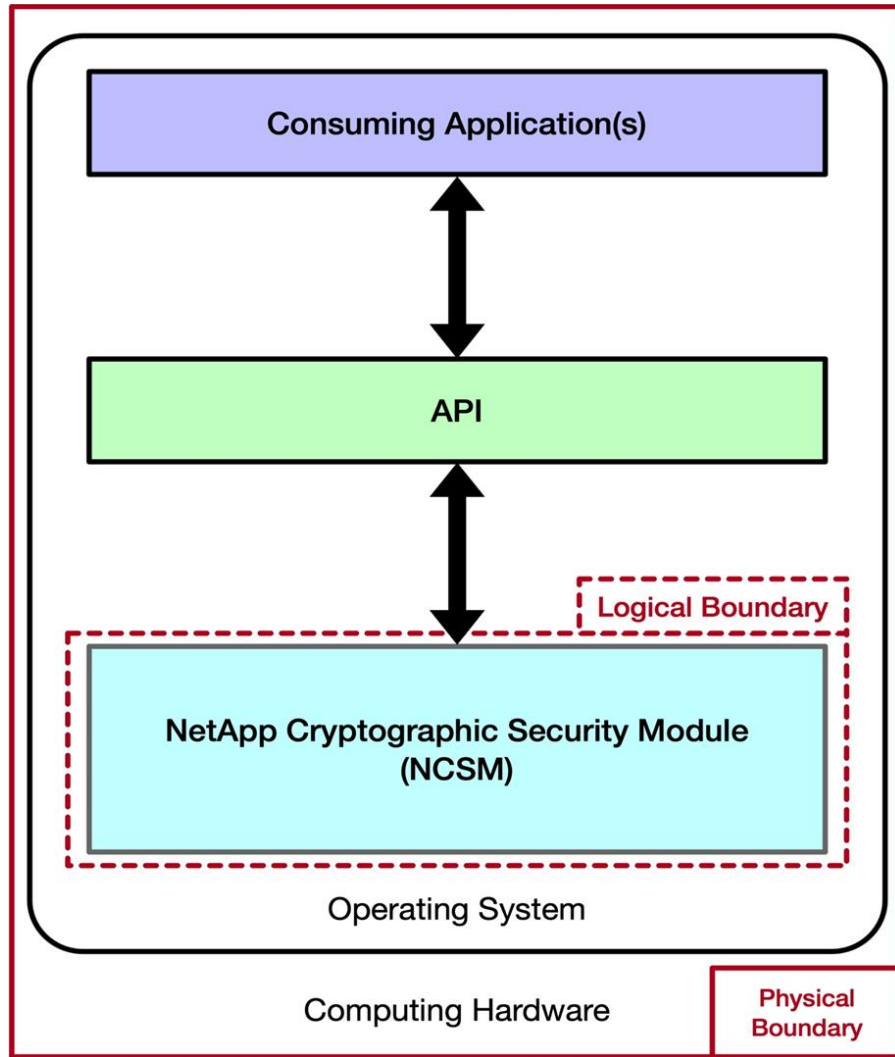 Consuming Application(s)
API
Logical Boundary
NetApp Cryptographic Security Module
(NCSM)
Operating System
Computing Hardware
Physical
Boundary